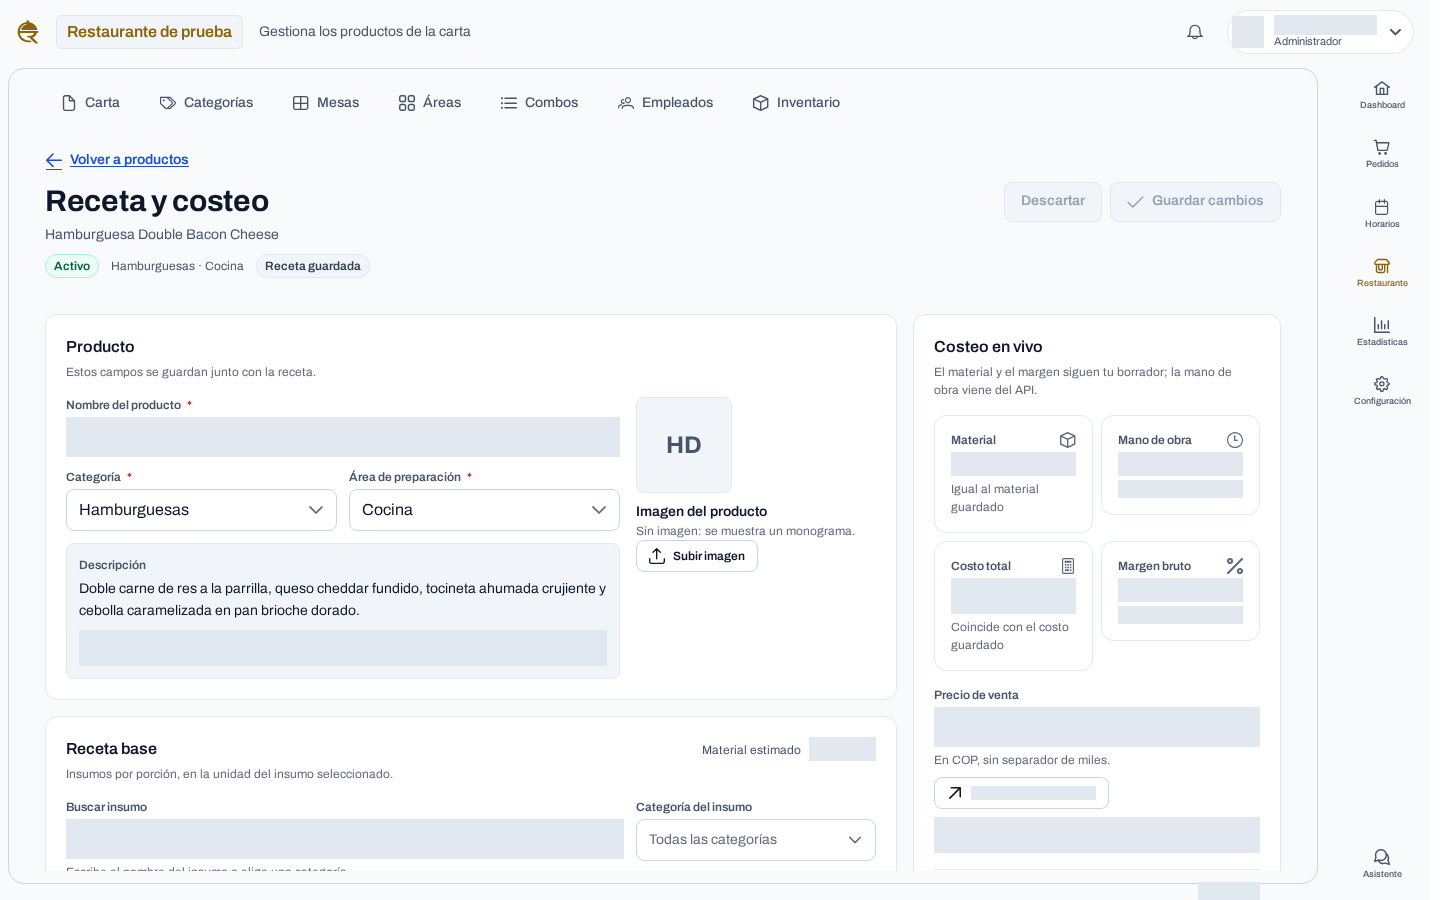 Restaurante de prueba
Gestiona los productos de la carta
Administrador
Carta
Categorías
Mesas
Áreas
Combos
Empleados
Inventario
Dashboard
Pedidos
Horarios
Restaurante
Estadísticas
Configuración
Asistente
Volver a productos
Receta y costeo
Descartar
Guardar cambios
Hamburguesa Double Bacon Cheese
Activo
Hamburguesas · Cocina
Receta guardada
Producto
Estos campos se guardan junto con la receta.
Nombre del producto *
Categoría *
Área de preparación *
Hamburguesas
Cocina
Descripción
Doble carne de res a la parrilla, queso cheddar fundido, tocineta ahumada crujiente y
cebolla caramelizada en pan brioche dorado.
HD
Imagen del producto
Sin imagen: se muestra un monograma.
Subir imagen
Receta base
Material estimado
Insumos por porción, en la unidad del insumo seleccionado.
Buscar insumo
Categoría del insumo
Todas las categorías
Escribe el nombre del insumo o elige una categoría.
Costeo en vivo
El material y el margen siguen tu borrador; la mano de
obra viene del API.
Material
Igual al material
guardado
Mano de obra
Costo total
Coincide con el costo
guardado
Margen bruto
Precio de venta
En COP, sin separador de miles.